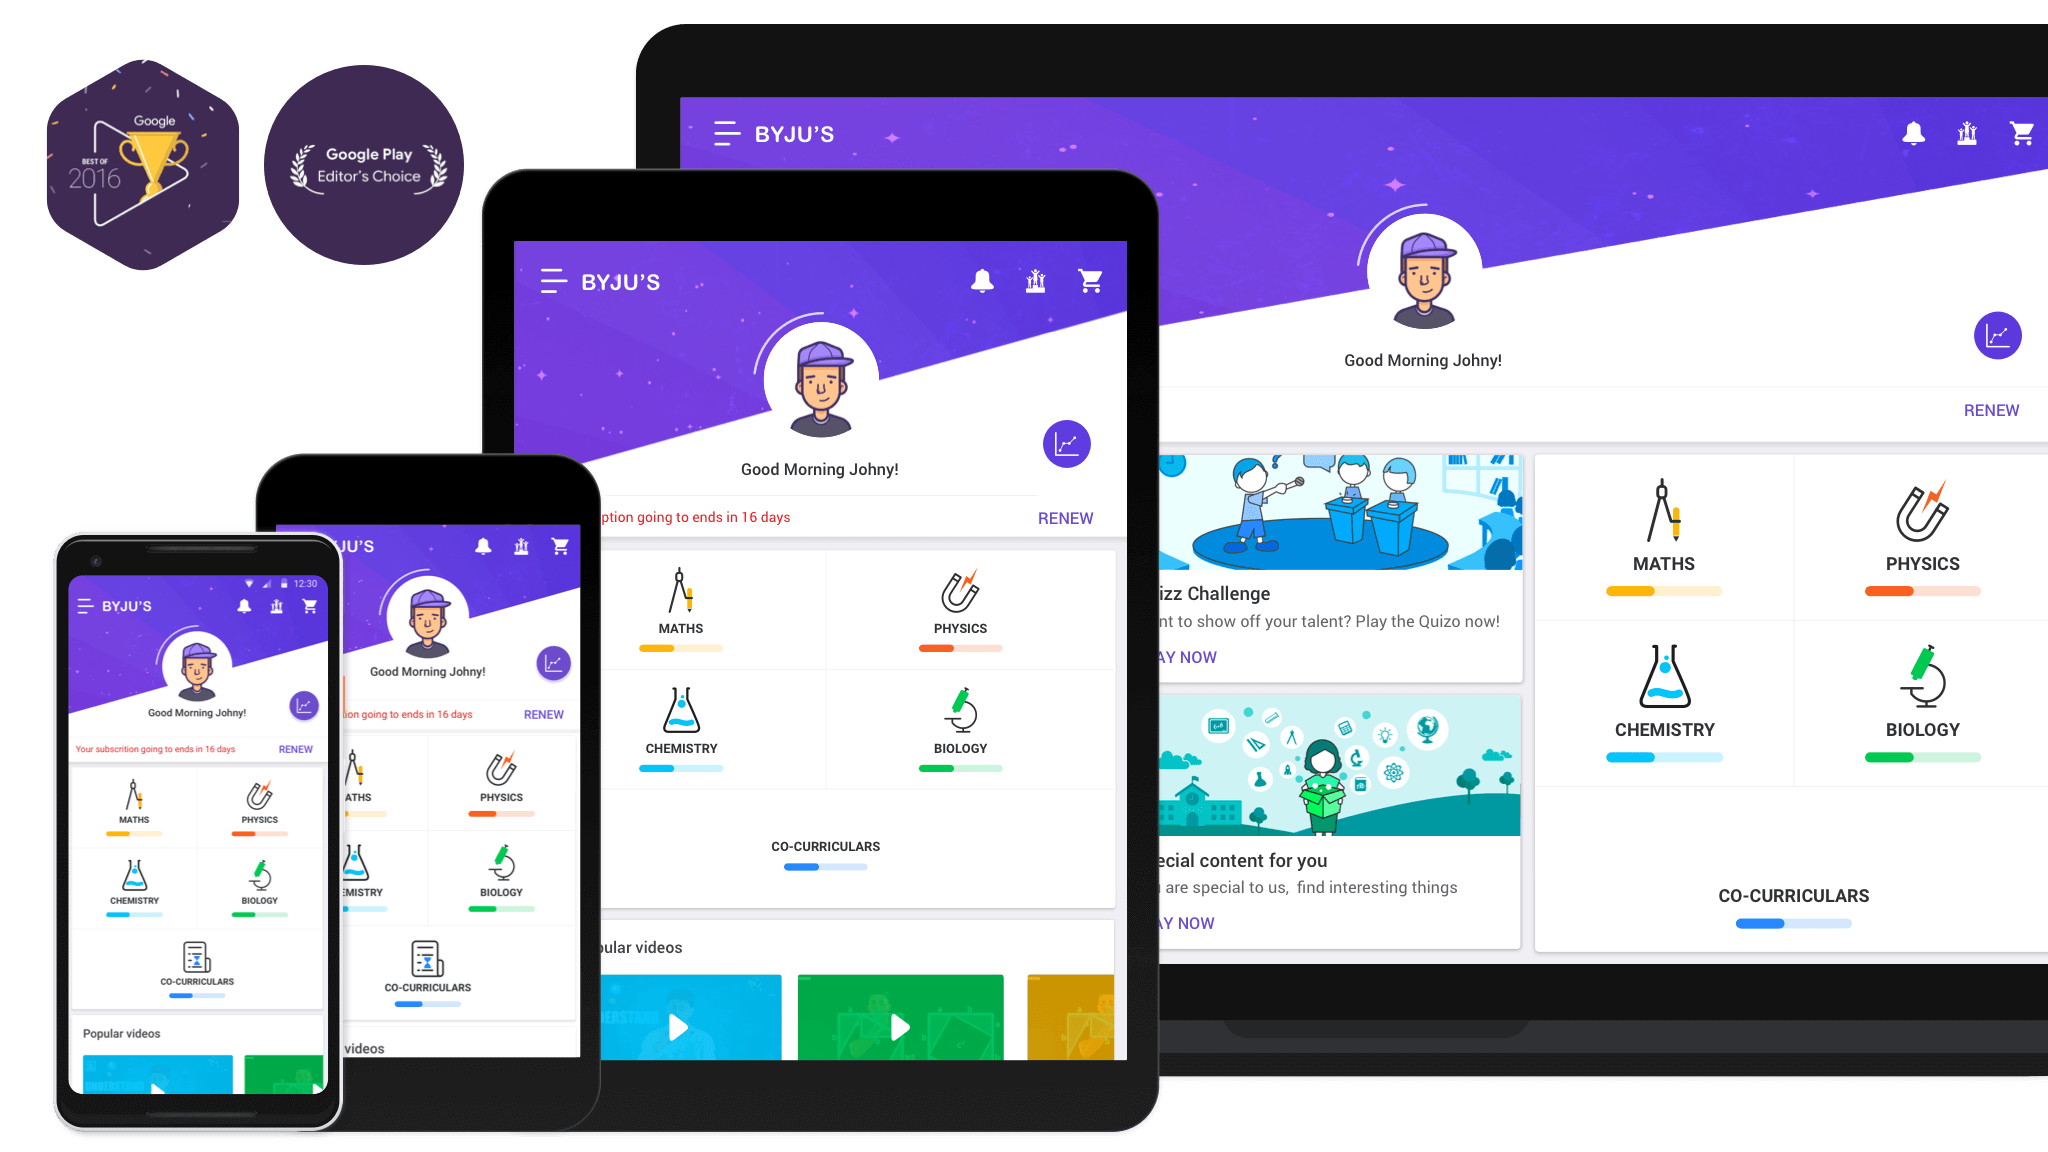 Google
BEST OF
2016
Google Play
Editor's Choice
BYJU'S
Good Morning Johny!
RENEW
izz Challenge
nt to show off your talent? Play the Quizo now!
AY NOW
ecial content for you
are special to us, find interesting things
AY NOW
MATHS
PHYSICS
CHEMISTRY
BIOLOGY
CO-CURRICULARS
BYJU'S
Good Morning Johny!
ption going to ends in 16 days
RENEW
MATHS
PHYSICS
CHEMISTRY
BIOLOGY
CO-CURRICULARS
ular videos
JU'S
Good Morning Johny!
ion going to ends in 16 days
RENEW
ATHS
PHYSICS
EMISTRY
BIOLOGY
CO-CURRICULARS
videos
12:30
BYJU'S
Good Morning Johny!
Your subscrition going to ends in 16 days
RENEW
MATHS
PHYSICS
CHEMISTRY
BIOLOGY
CO-CURRICULARS
Popular videos
UNDERSTAND